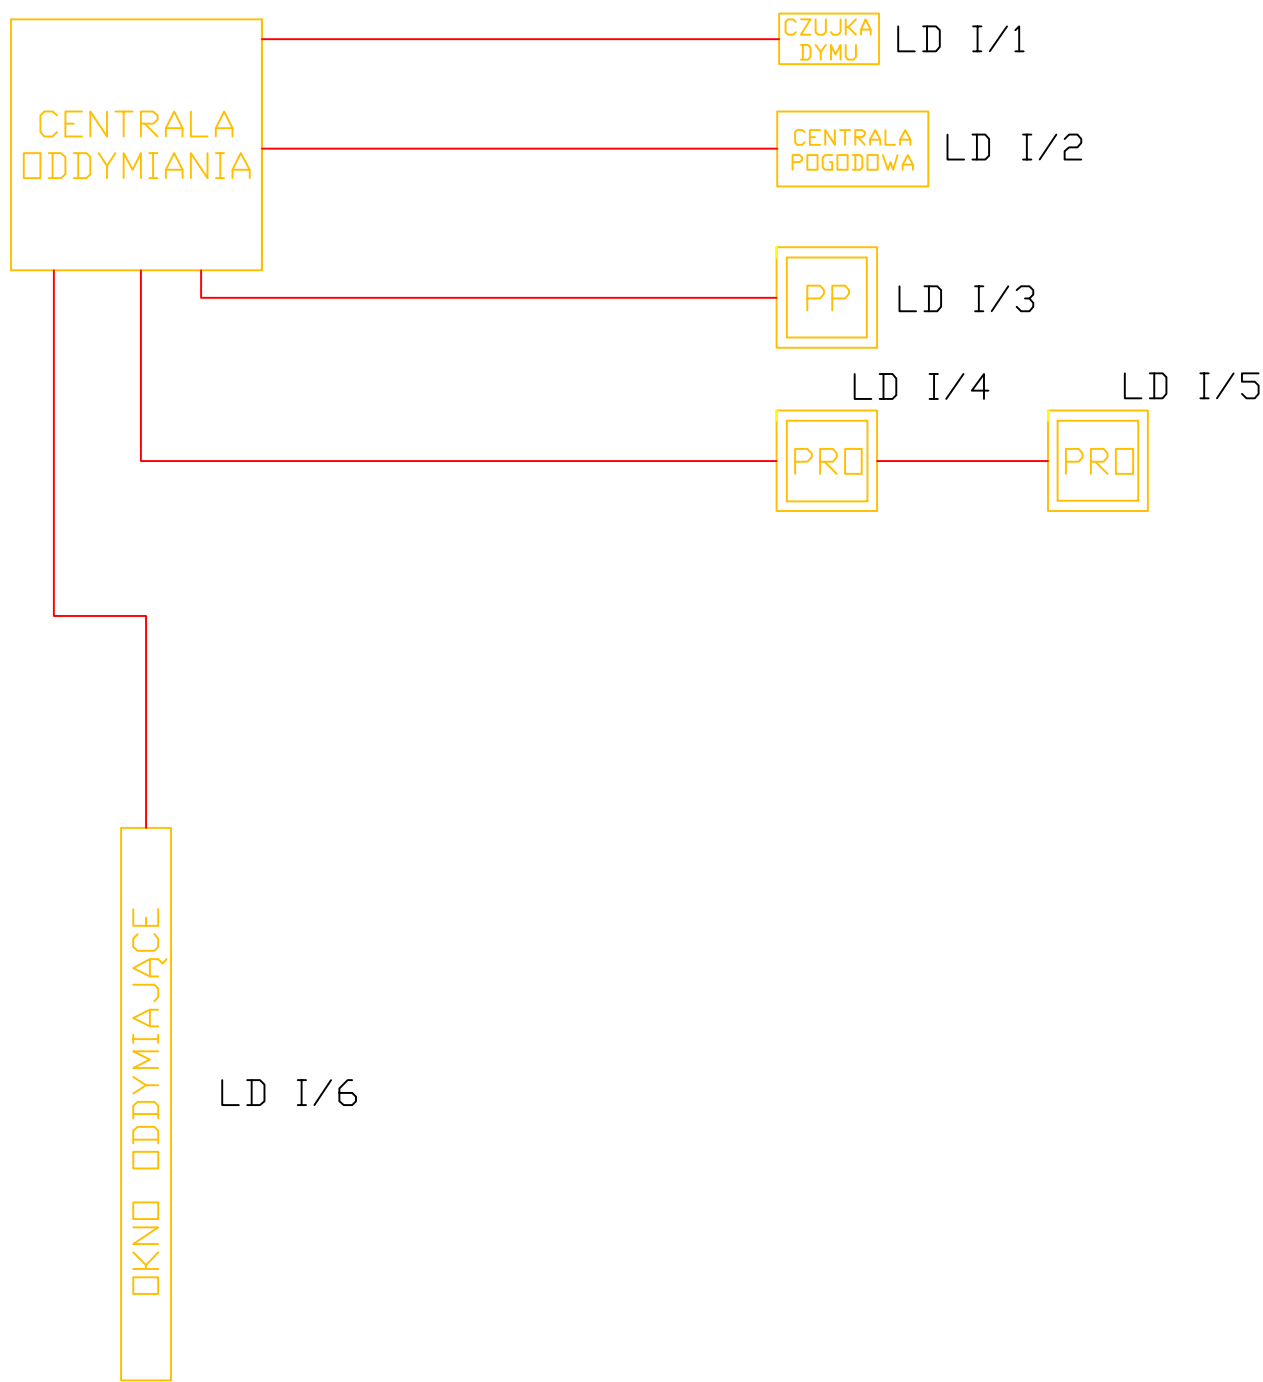 CZUJKA
DYMU
LD I/1
CENTRALA
ODDYMIANIA
CENTRALA
POGODOWA
LD I/2
PP
LD I/3
LD I/4
LD I/5
PRO
PRO
OKNO ODDYMIAJĄCE
LD I/6